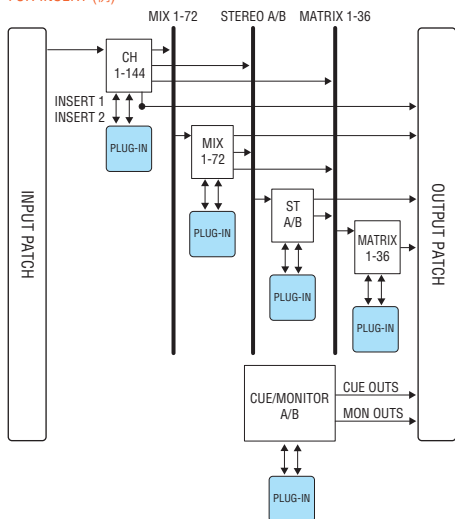 MIX 1-72 STEREO A/B MATRIX 1-36
CH
1-144
INSERT 1
INSERT 2
PLUG-IN
MIX
1-72
PLUG-IN
ST
A/B
PLUG-IN
MATRIX
1-36
PLUG-IN
INPUT PATCH
OUTPUT PATCH
CUE/MONITOR
A/B
CUE OUTS
MON OUTS
PLUG-IN